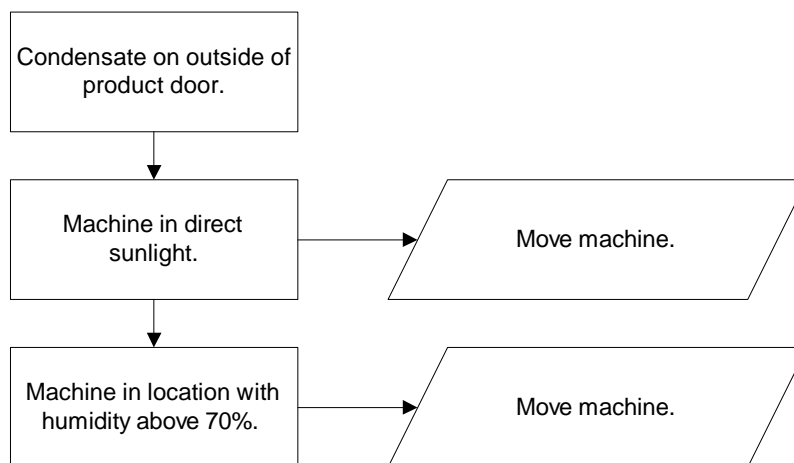 Condensate on outside of
product door.
Machine in direct
sunlight.
Move machine.
Machine in location with
humidity above 70%.
Move machine.